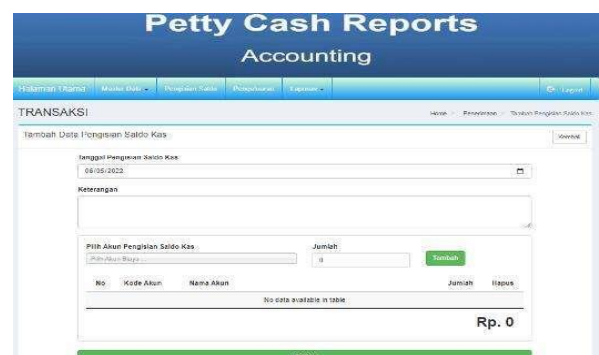 Petty Cash Reports
Accounting
Halaman Utama Master Data Pengisian Saldo Pengeluaran Laporan Logout
TRANSAKSI Home Penerimaan Tambah Pengisian Saldo Kas
Tambah Data Pengisian Saldo Kas Kembali
Tanggal Pengisian Saldo Kas
06/05/2022
Keterangan
Pilih Akun Pengisian Saldo Kas Jumlah
Pilih Akun Biaya... 0 Tambah
No Kode Akun Nama Akun Jumlah Hapus
No data available in table
Rp. 0